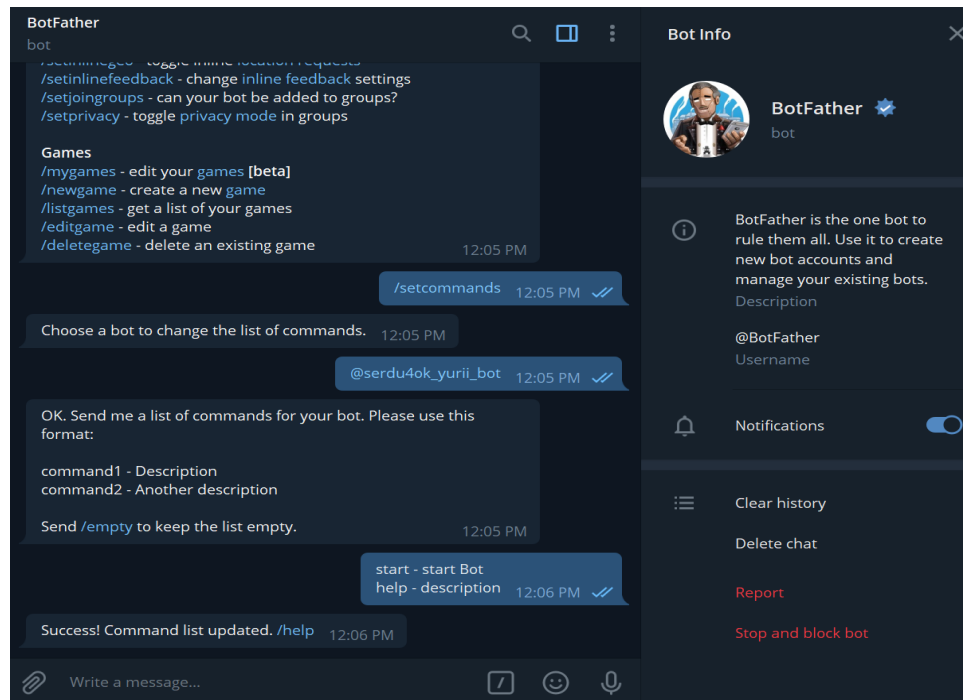 BotFather
bot
/setinlinegeo - toggle inline location requests
/setinlinefeedback - change inline feedback settings
/setjoingroups - can your bot be added to groups?
/setprivacy - toggle privacy mode in groups
Games
/mygames - edit your games [beta]
/newgame - create a new game
/listgames - get a list of your games
/editgame - edit a game
/deletegame - delete an existing game
12:05 PM
/setcommands 12:05 PM
Choose a bot to change the list of commands. 12:05 PM
@serdu4ok_yurii_bot 12:05 PM
OK. Send me a list of commands for your bot. Please use this
format:
command1 - Description
command2 - Another description
Send /empty to keep the list empty.
12:05 PM
start - start Bot
help - description 12:06 PM
Success! Command list updated. /help 12:06 PM
Write a message...
Bot Info
BotFather
bot
BotFather is the one bot to
rule them all. Use it to create
new bot accounts and
manage your existing bots.
Description
@BotFather
Username
Notifications
Clear history
Delete chat
Report
Stop and block bot